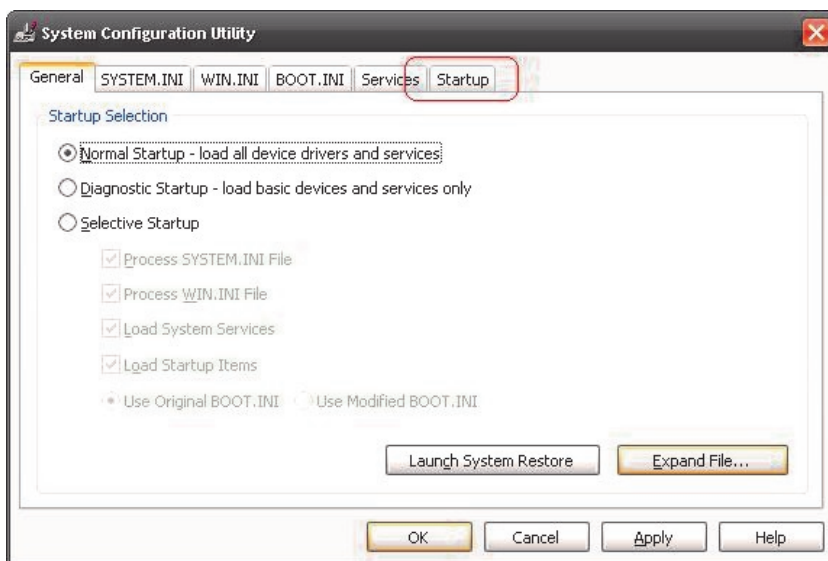 System Configuration Utility
General SYSTEM.INI WIN.INI BOOT.INI Services Startup
Startup Selection
Normal Startup - load all device drivers and services
Diagnostic Startup - load basic devices and services only
Selective Startup
Process SYSTEM.INI File
Process WIN.INI File
Load System Services
Load Startup Items
Use Original BOOT.INI Use Modified BOOT.INI
Launch System Restore Expand File...
OK Cancel Apply Help